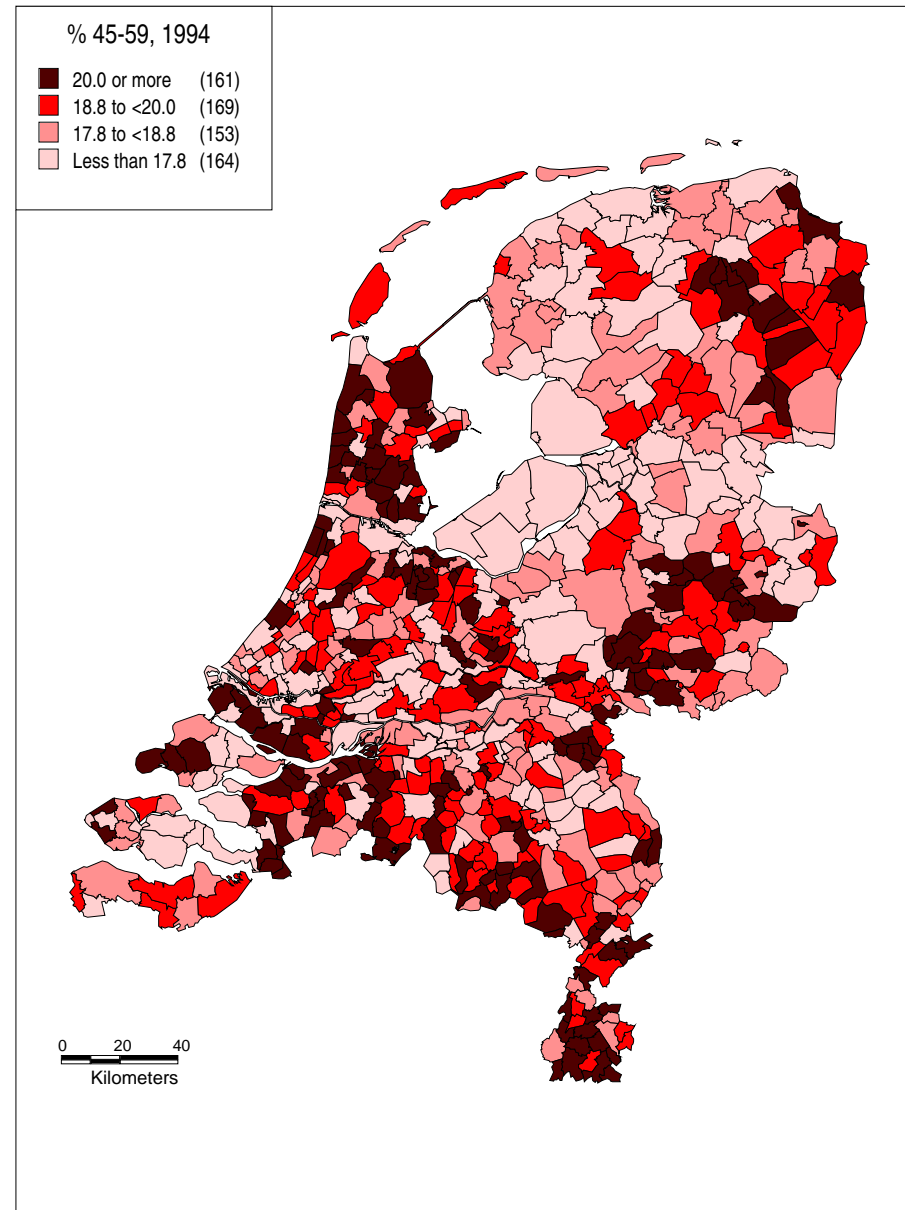 % 45-59, 1994
20.0 or more (161)
18.8 to <20.0 (169)
17.8 to <18.8 (153)
Less than 17.8 (164)
0 20 40
Kilometers